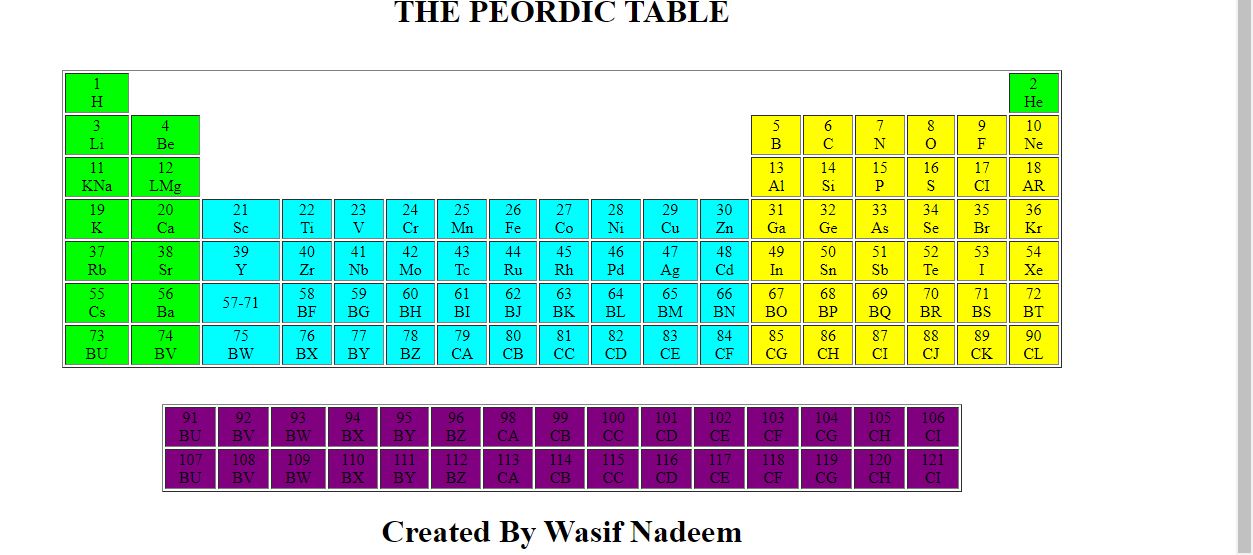 THE PEORDIC TABLE
1 2
H He
3 4 5 6 7 8 9 10
Li Be B C N O F Ne
11 12 13 14 15 16 17 18
KNa LMg Al Si P S CI AR
19 20 21 22 23 24 25 26 27 28 29 30 31 32 33 34 35 36
K Ca Sc Ti V Cr Mn Fe Co Ni Cu Zn Ga Ge As Se Br Kr
37 38 39 40 41 42 43 44 45 46 47 48 49 50 51 52 53 54
Rb Sr Y Zr Nb Mo Tc Ru Rh Pd Ag Cd In Sn Sb Te I Xe
55 56 57-71 58 59 60 61 62 63 64 65 66 67 68 69 70 71 72
Cs Ba BF BG BH BI BJ BK BL BM BN BO BP BQ BR BS BT
73 74 75 76 77 78 79 80 81 82 83 84 85 86 87 88 89 90
BU BV BW BX BY BZ CA CB CC CD CE CF CG CH CI CJ CK CL
91 92 93 94 95 96 98 99 100 101 102 103 104 105 106
BU BV BW BX BY BZ CA CB CC CD CE CF CG CH CI
107 108 109 110 111 112 113 114 115 116 117 118 119 120 121
BU BV BW BX BY BZ CA CB CC CD CE CF CG CH CI
Created By Wasif Nadeem